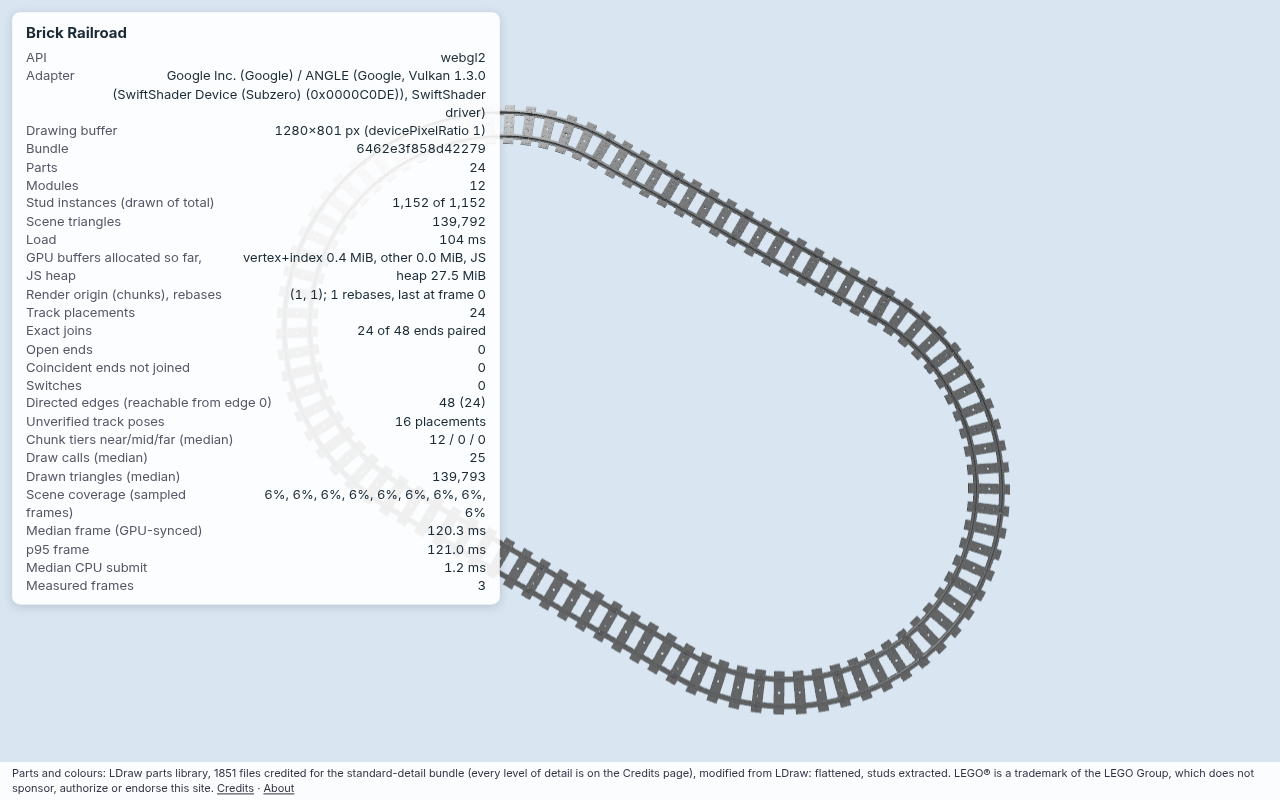 Brick Railroad
API webgl2
Adapter Google Inc. (Google) / ANGLE (Google, Vulkan 1.3.0
(SwiftShader Device (Subzero) (0x0000C0DE)), SwiftShader
driver)
Drawing buffer 1280×801 px (devicePixelRatio 1)
Bundle 6462e3f858d42279
Parts 24
Modules 12
Stud instances (drawn of total) 1,152 of 1,152
Scene triangles 139,792
Load 104 ms
GPU buffers allocated so far, vertex+index 0.4 MiB, other 0.0 MiB, JS
JS heap heap 27.5 MiB
Render origin (chunks), rebases (1, 1); 1 rebases, last at frame 0
Track placements 24
Exact joins 24 of 48 ends paired
Open ends 0
Coincident ends not joined 0
Switches 0
Directed edges (reachable from edge 0) 48 (24)
Unverified track poses 16 placements
Chunk tiers near/mid/far (median) 12 / 0 / 0
Draw calls (median) 25
Drawn triangles (median) 139,793
Scene coverage (sampled 6%, 6%, 6%, 6%, 6%, 6%, 6%, 6%,
frames) 6%
Median frame (GPU-synced) 120.3 ms
p95 frame 121.0 ms
Median CPU submit 1.2 ms
Measured frames 3
Parts and colours: LDraw parts library, 1851 files credited for the standard-detail bundle (every level of detail is on the Credits page), modified from LDraw: flattened, studs extracted. LEGO® is a trademark of the LEGO Group, which does not
sponsor, authorize or endorse this site. Credits · About